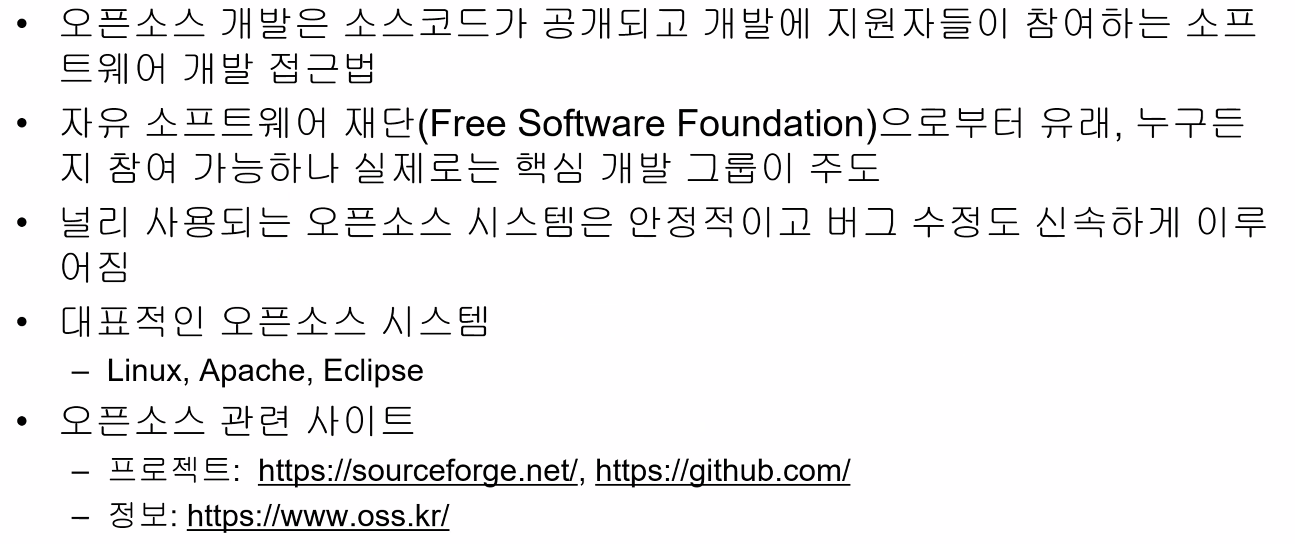 • 오픈소스 개발은 소스코드가 공개되고 개발에 지원자들이 참여하는 소프
트웨어 개발 접근법
• 자유 소프트웨어 재단(Free Software Foundation)으로부터 유래, 누구든
지 참여 가능하나 실제로는 핵심 개발 그룹이 주도
• 널리 사용되는 오픈소스 시스템은 안정적이고 버그 수정도 신속하게 이루
어짐
• 대표적인 오픈소스 시스템
– Linux, Apache, Eclipse
• 오픈소스 관련 사이트
– 프로젝트: https://sourceforge.net/, https://github.com/
– 정보: https://www.oss.kr/